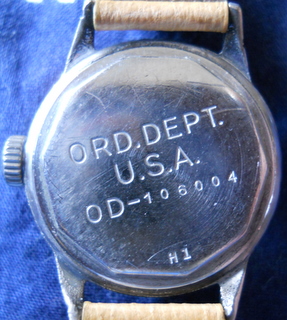 ORD.DEPT.
U.S.A.
OD-106004
H1